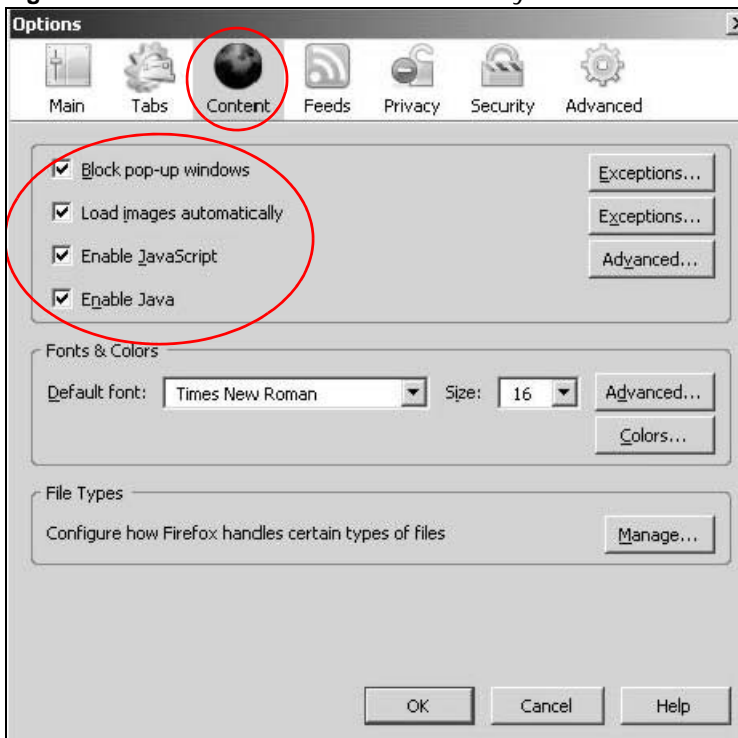 Options
Main Tabs Content Feeds Privacy Security Advanced
Block pop-up windows Exceptions...
Load images automatically Exceptions...
Enable JavaScript Advanced...
Enable Java
Fonts & Colors
Default font: Times New Roman Size: 16 Advanced...
Colors...
File Types
Configure how Firefox handles certain types of files Manage...
OK Cancel Help